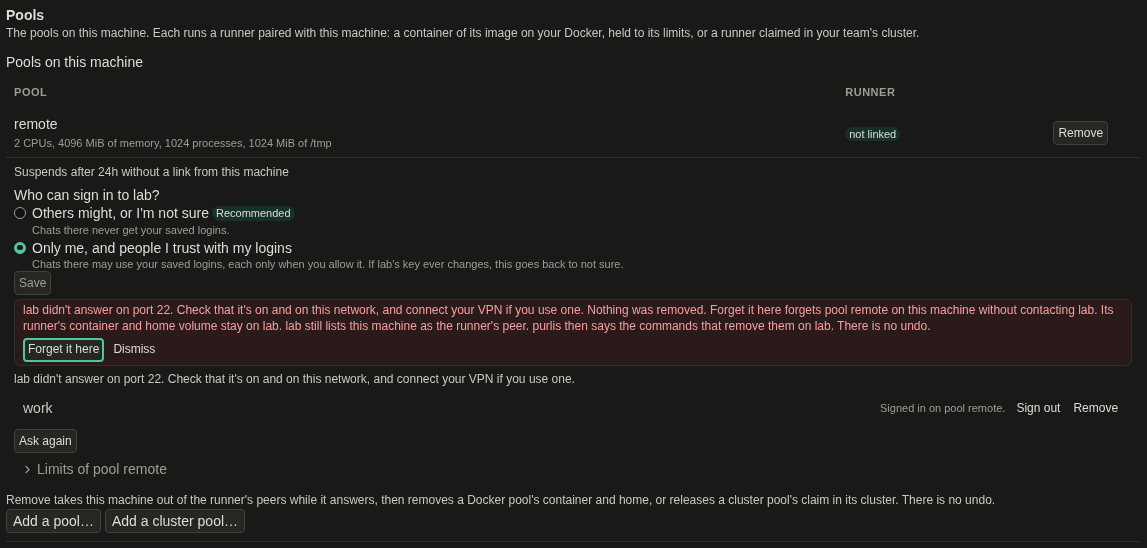 Pools
The pools on this machine. Each runs a runner paired with this machine: a container of its image on your Docker, held to its limits, or a runner claimed in your team's cluster.
Pools on this machine
POOL RUNNER
remote
2 CPUs, 4096 MiB of memory, 1024 processes, 1024 MiB of /tmp
not linked
Remove
Suspends after 24h without a link from this machine
Who can sign in to lab?
Others might, or I'm not sure Recommended
Chats there never get your saved logins.
Only me, and people I trust with my logins
Chats there may use your saved logins, each only when you allow it. If lab's key ever changes, this goes back to not sure.
Save
lab didn't answer on port 22. Check that it's on and on this network, and connect your VPN if you use one. Nothing was removed. Forget it here forgets pool remote on this machine without contacting lab. Its
runner's container and home volume stay on lab. lab still lists this machine as the runner's peer. purlis then says the commands that remove them on lab. There is no undo.
Forget it here Dismiss
lab didn't answer on port 22. Check that it's on and on this network, and connect your VPN if you use one.
work Signed in on pool remote. Sign out Remove
Ask again
Limits of pool remote
Remove takes this machine out of the runner's peers while it answers, then removes a Docker pool's container and home, or releases a cluster pool's claim in its cluster. There is no undo.
Add a pool… Add a cluster pool…